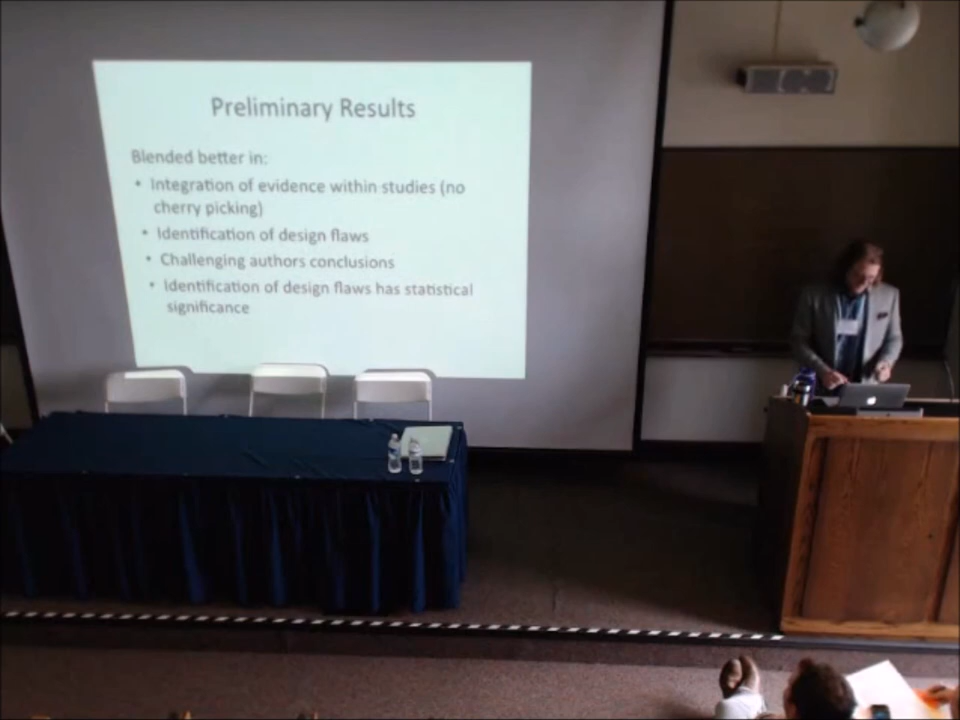 Preliminary Results
Blended better in:
• Integration of evidence within studies (no
cherry picking)
• Identification of design flaws
• Challenging authors conclusions
• Identification of design flaws has statistical
significance